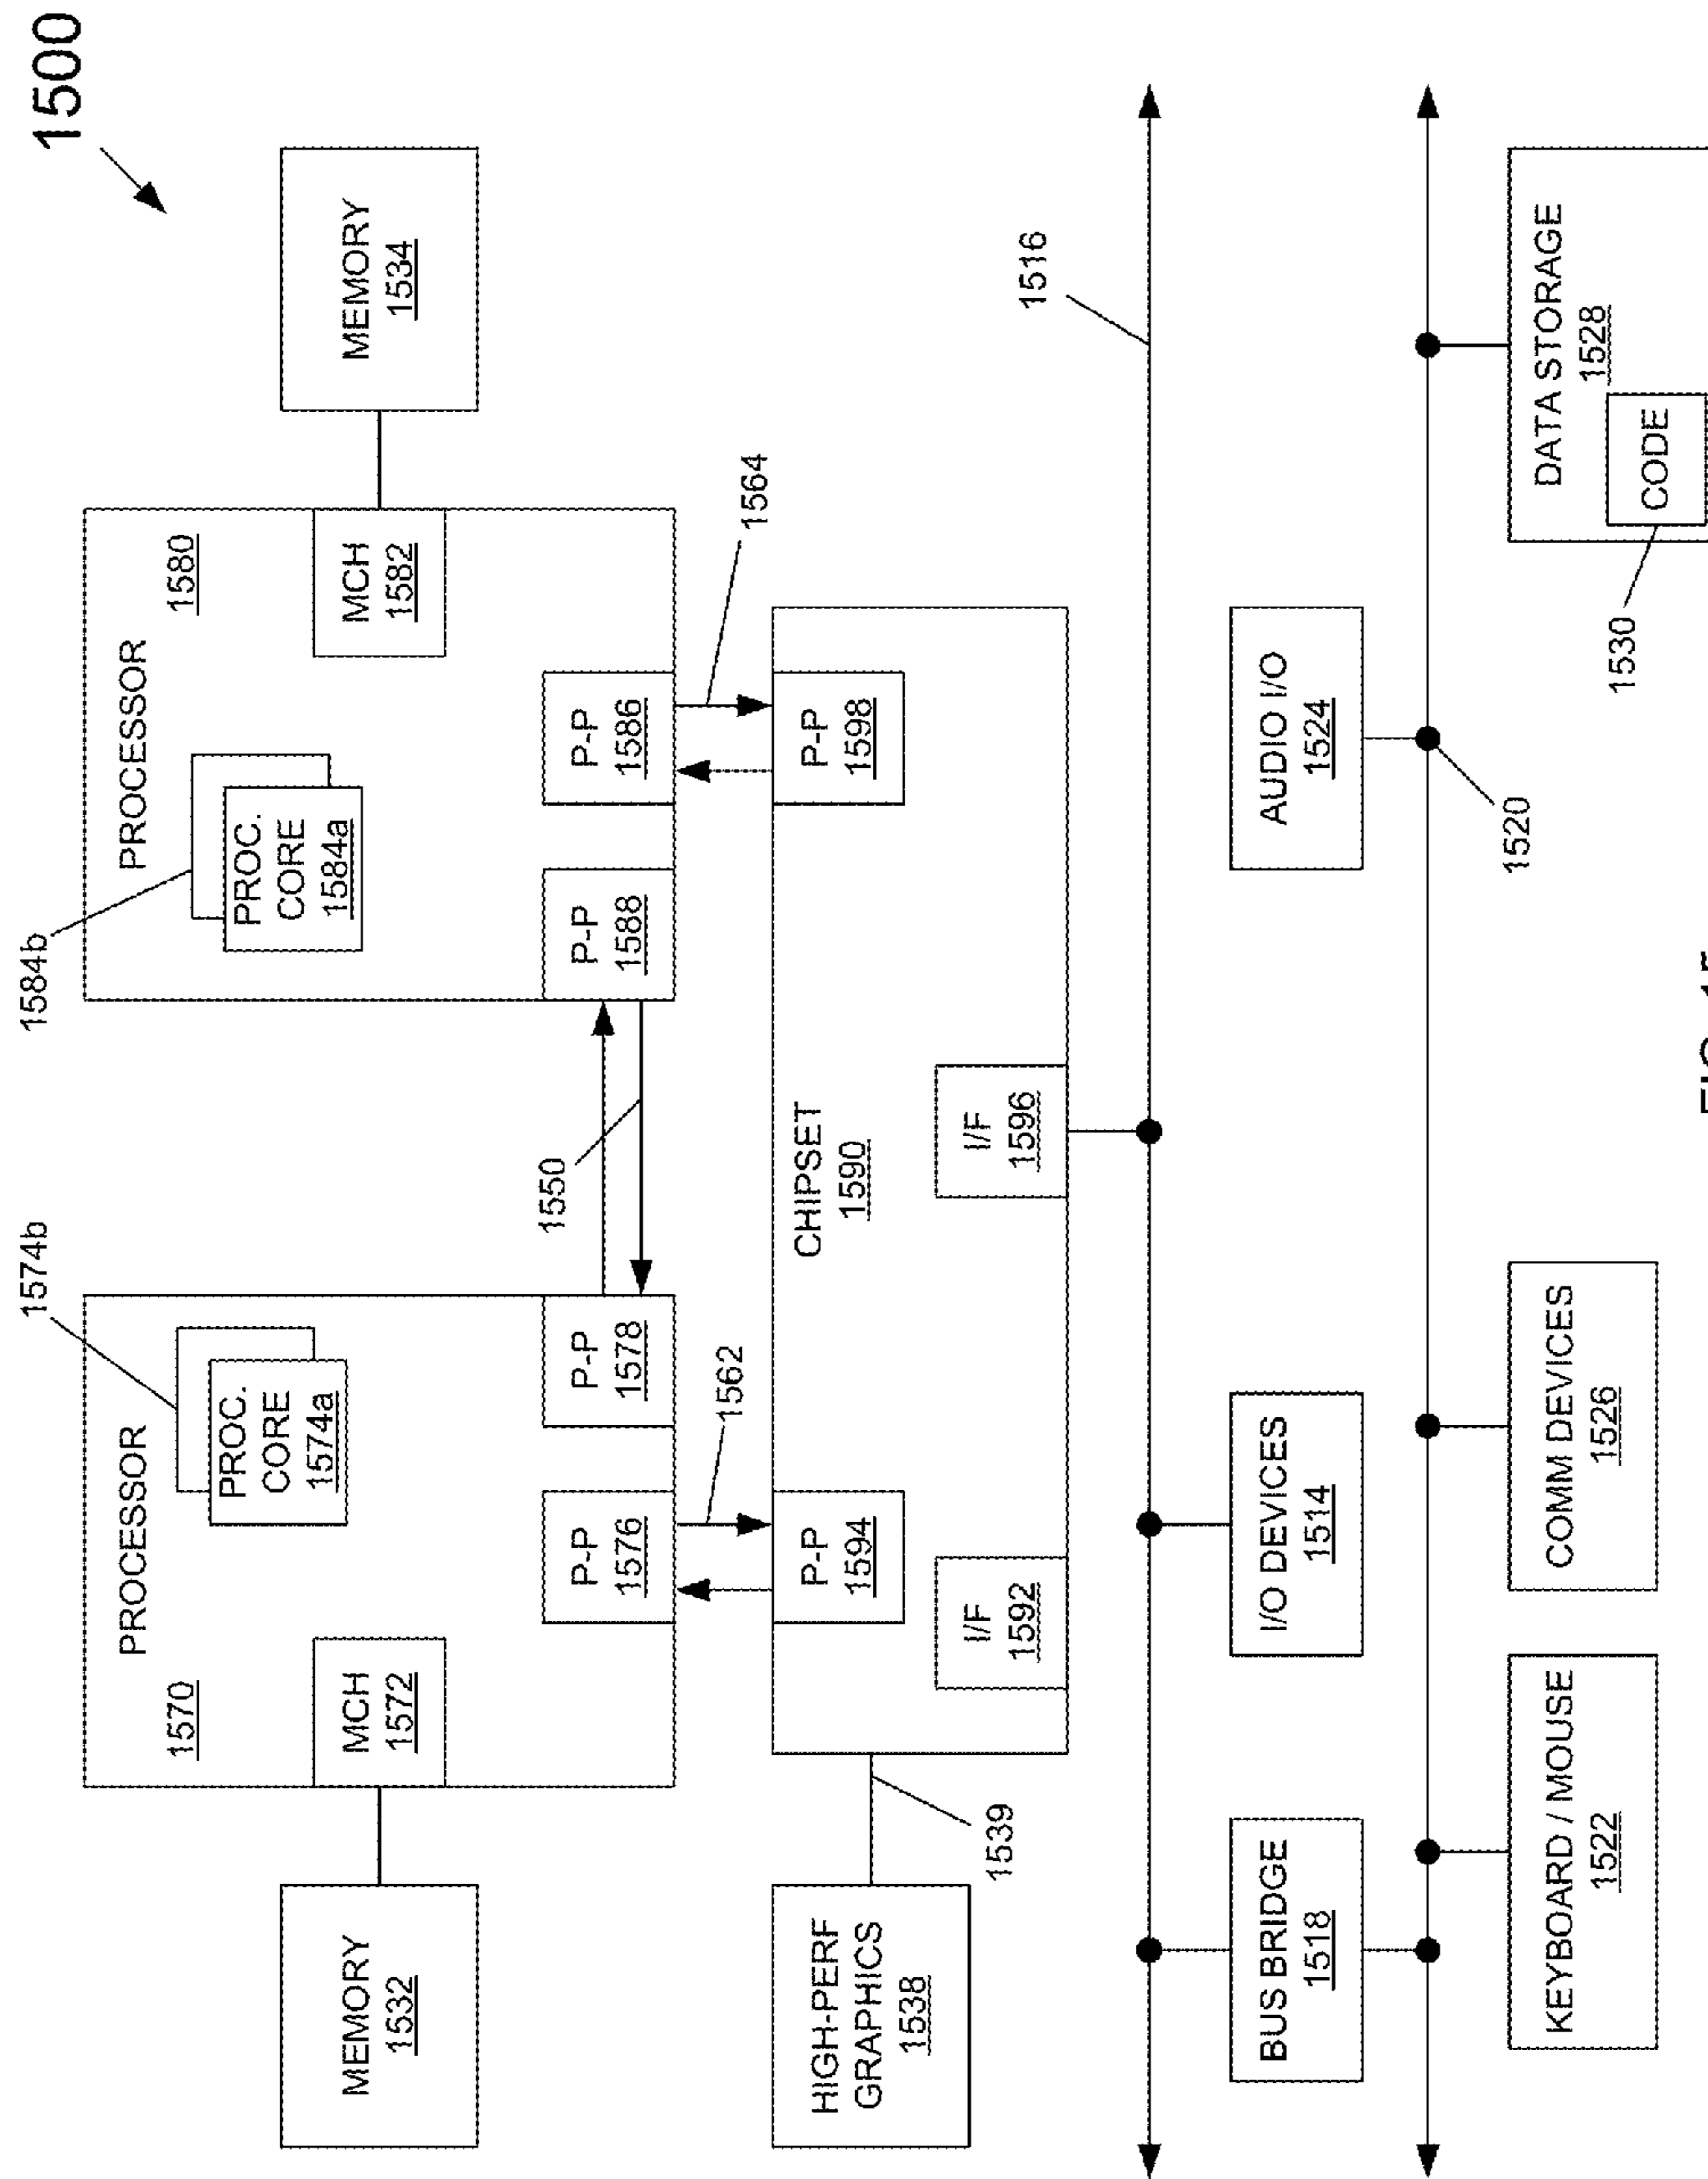 1500
1574b
1584b
PROCESSOR
PROCESSOR
1570
PROC.
CORE
1574a
PROC.
CORE
1584a
1580
MEMORY
1532
MCH
1572
MCH
1582
MEMORY
1534
1550
P-P
1576
P-P
1578
P-P
1588
P-P
1586
1562
1564
HIGH-PERF
GRAPHICS
1538
1539
P-P
1594
CHIPSET
1590
P-P
1598
I/F
1592
I/F
1596
1516
BUS BRIDGE
1518
I/O DEVICES
1514
AUDIO I/O
1524
1520
KEYBOARD / MOUSE
1522
COMM DEVICES
1526
DATA STORAGE
1528
1530
CODE
FIG. 15